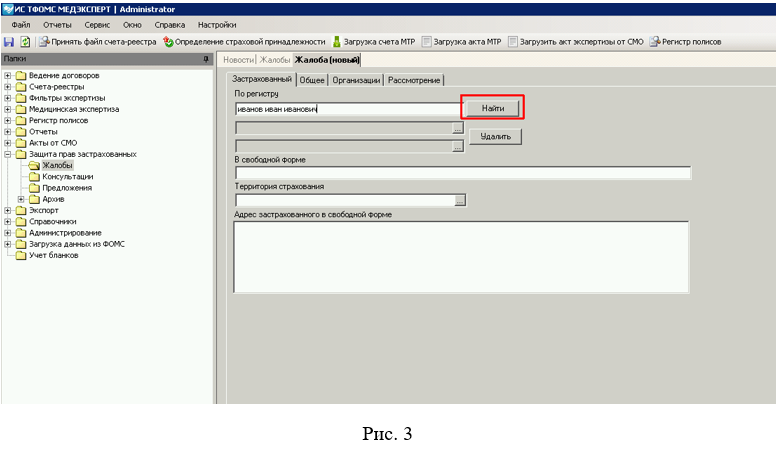 ИС ТФОМС МЕДЭКСПЕРТ | Administrator
Файл Отчеты Сервис Окно Справка Настройки
Принять файл счета-реестра Определение страховой принадлежности Загрузка счета МТР Загрузка акта МТР Загрузить акт экспертизы от СМО Регистр полисов
Папки
Новости Жалобы Жалоба (новый)
Ведение договоров
Счета-реестры
Фильтры экспертизы
Медицинская экспертиза
Регистр полисов
Отчеты
Акты от СМО
Защита прав застрахованных
Жалобы
Консультации
Предложения
Архив
Экспорт
Справочники
Администрирование
Загрузка данных из ФОМС
Учет бланков
Застрахованный Общее Организации Рассмотрение
По регистру
иванов иван иванович Найти
...
Удалить
...
В свободной форме
Территория страхования
...
Адрес застрахованного в свободной форме
Рис. 3